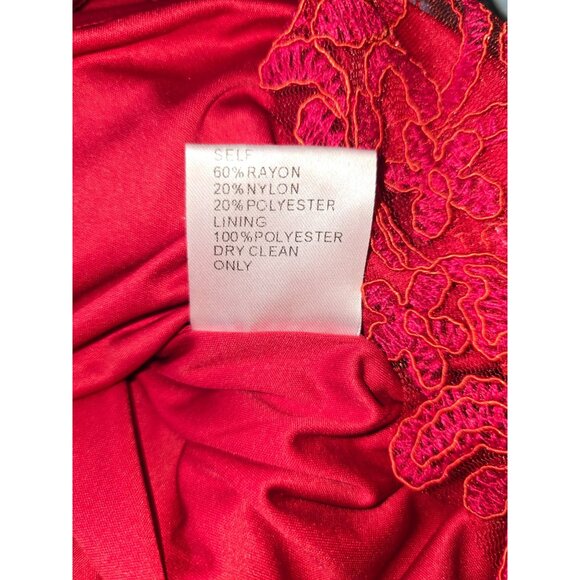 SELF
60%RAYON
20%NYLON
20%POLYESTER
LINING
100%POLYESTER
DRY CLEAN
ONLY